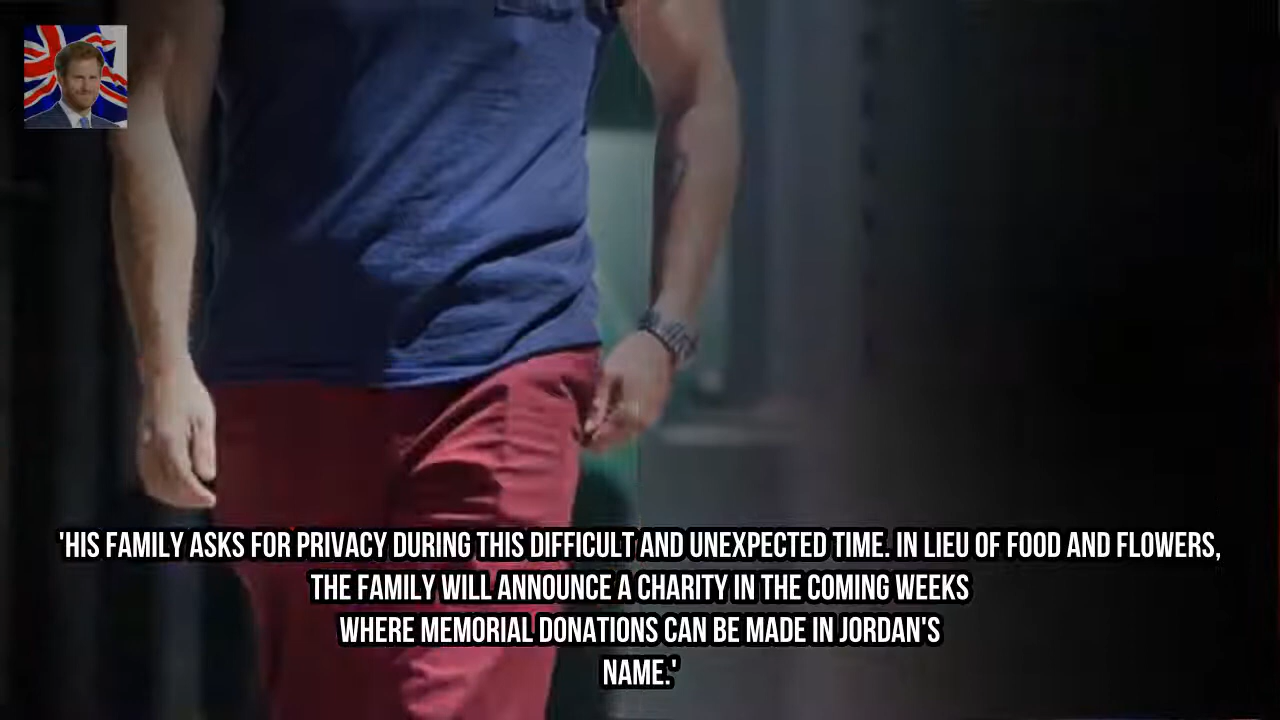 'HIS FAMILY ASKS FOR PRIVACY DURING THIS DIFFICULT AND UNEXPECTED TIME. IN LIEU OF FOOD AND FLOWERS,
THE FAMILY WILL ANNOUNCE A CHARITY IN THE COMING WEEKS
WHERE MEMORIAL DONATIONS CAN BE MADE IN JORDAN'S
NAME.'